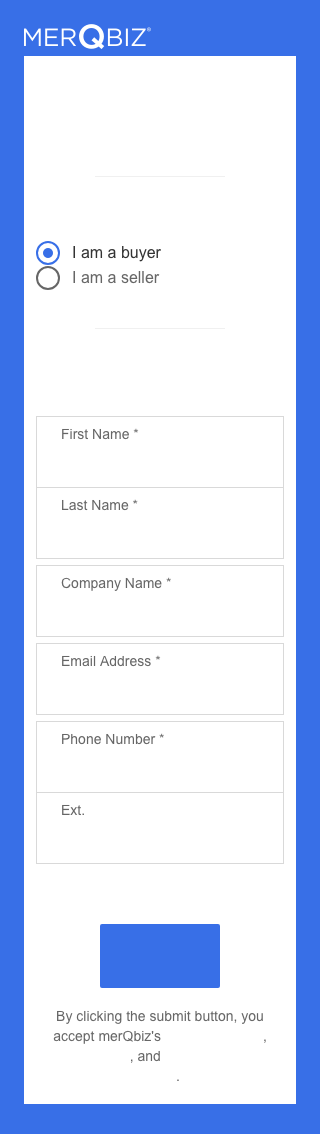 MERQBIZ®
I am a buyer
I am a seller
First Name *
Last Name *
Company Name *
Email Address *
Phone Number *
Ext.
By clicking the submit button, you
accept merQbiz's ,
, and
.